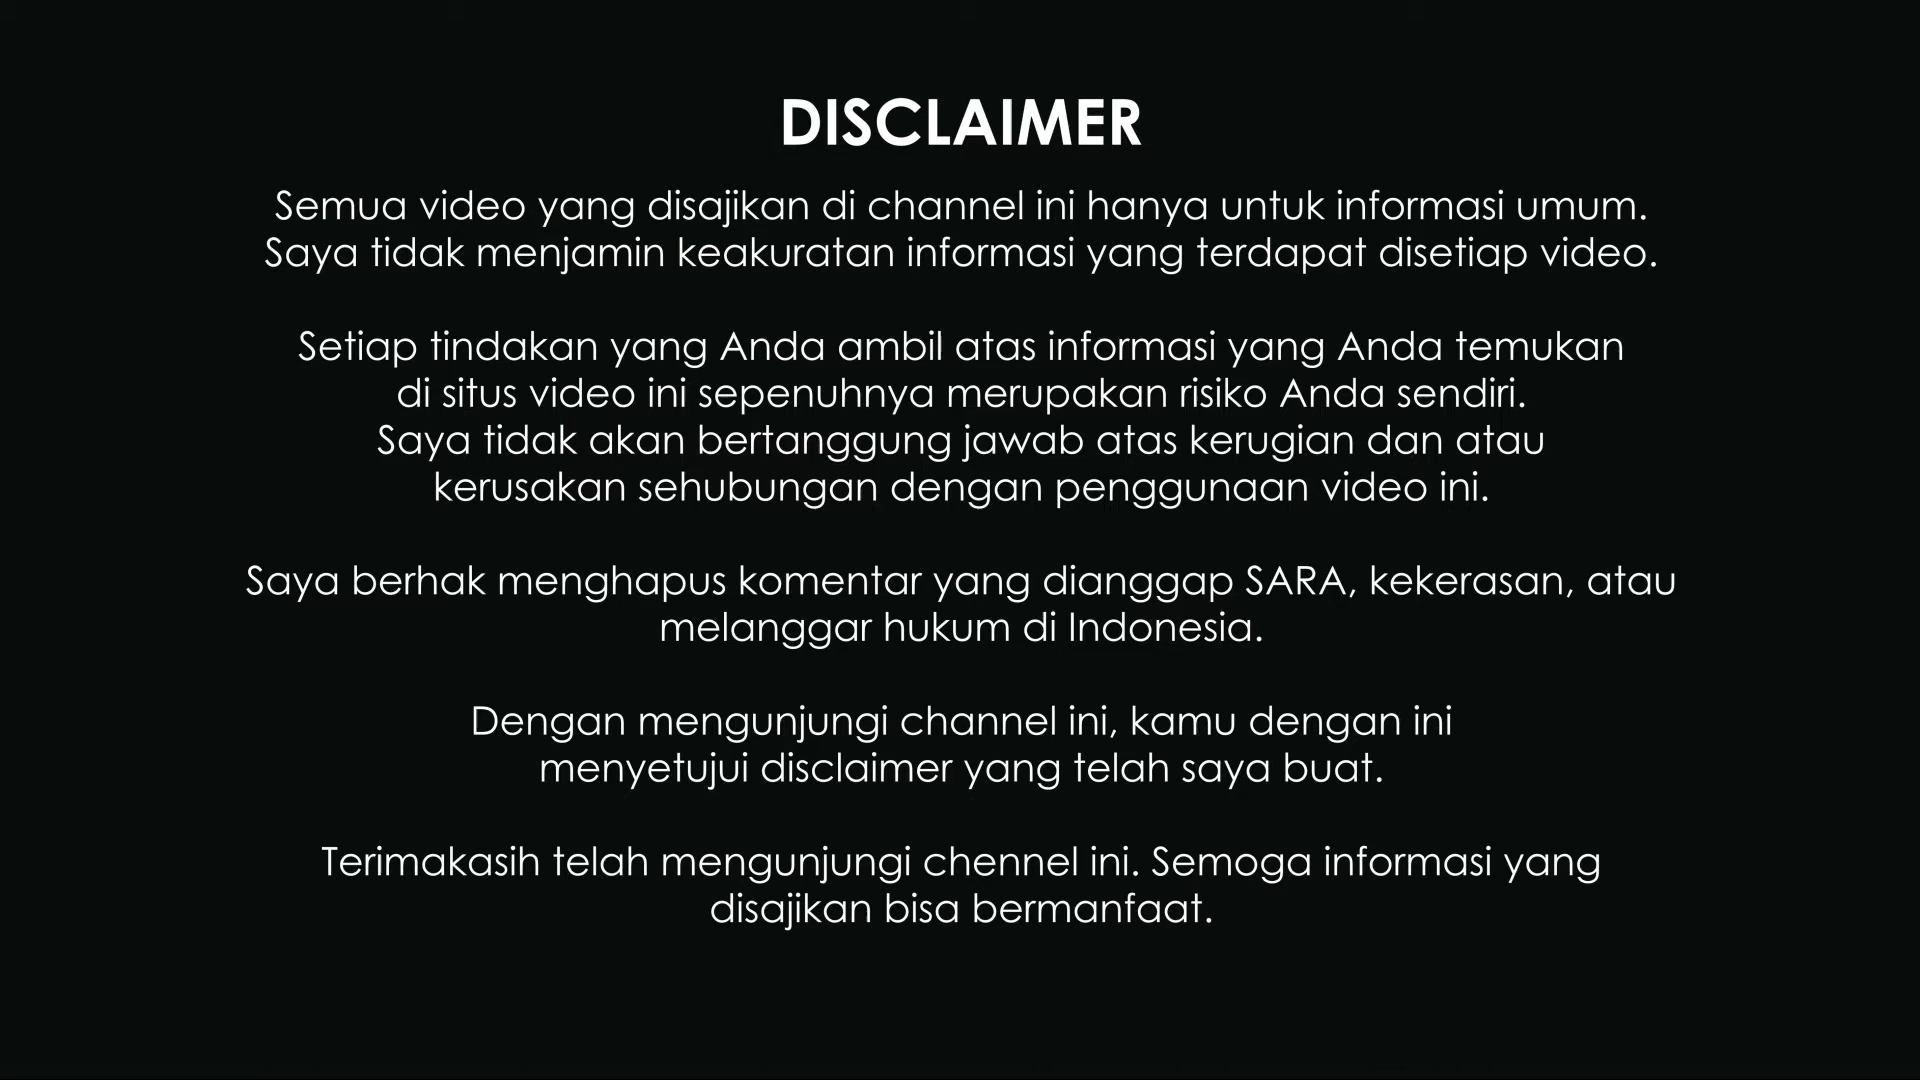 DISCLAIMER
Semua video yang disajikan di channel ini hanya untuk informasi umum.
Saya tidak menjamin keakuratan informasi yang terdapat disetiap video.
Setiap tindakan yang Anda ambil atas informasi yang Anda temukan
di situs video ini sepenuhnya merupakan risiko Anda sendiri.
Saya tidak akan bertanggung jawab atas kerugian dan atau
kerusakan sehubungan dengan penggunaan video ini.
Saya berhak menghapus komentar yang dianggap SARA, kekerasan, atau
melanggar hukum di Indonesia.
Dengan mengunjungi channel ini, kamu dengan ini
menyetujui disclaimer yang telah saya buat.
Terimakasih telah mengunjungi chennel ini. Semoga informasi yang
disajikan bisa bermanfaat.